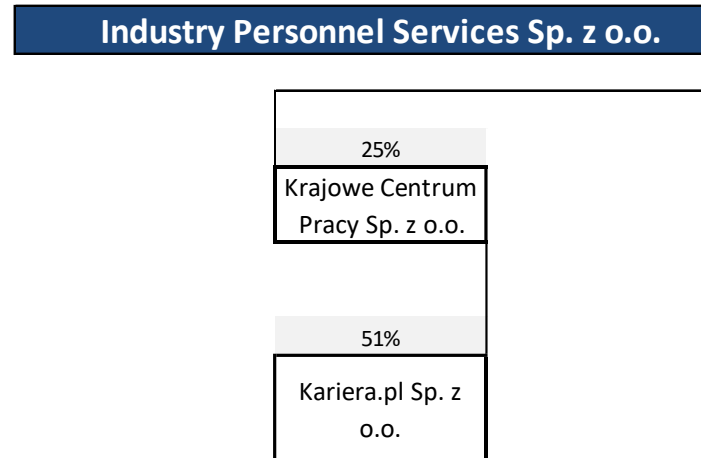 Industry Personnel Services Sp. z o.o.
25%
Krajowe Centrum
Pracy Sp. z o.o.
51%
Kariera.pl Sp. z
o.o.